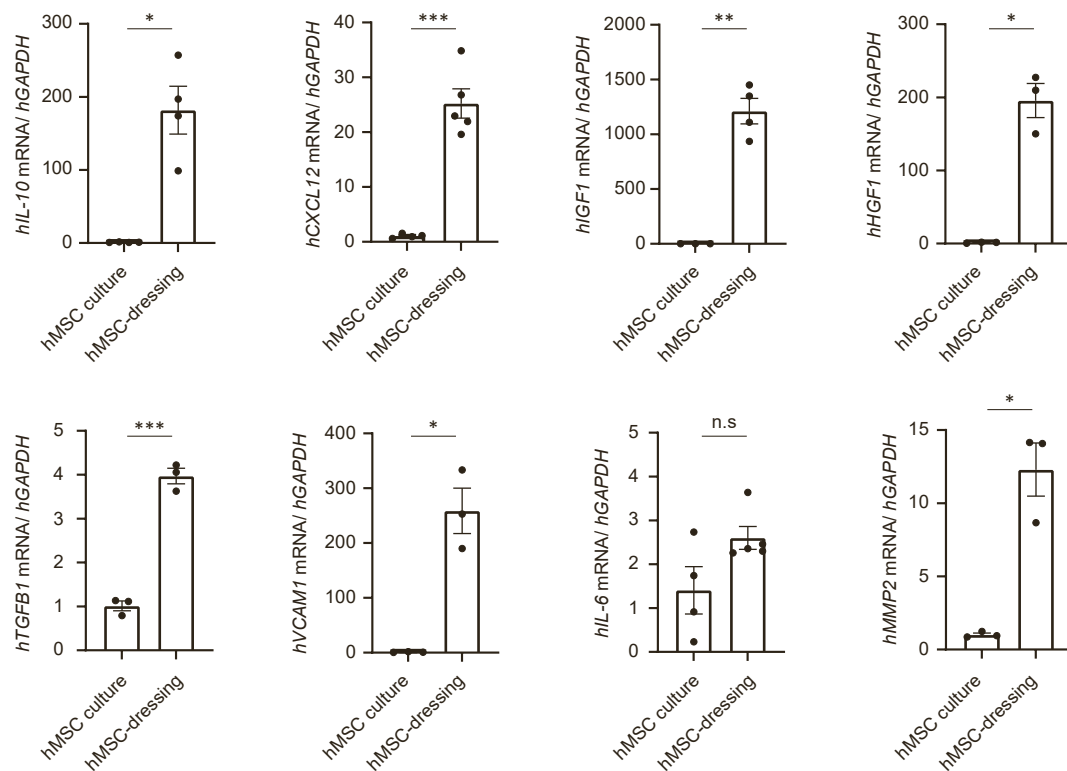 *
hIL-10 mRNA/ hGAPDH
300
200
100
0
hMSC culture
hMSC-dressing
***
hCXCL12 mRNA/ hGAPDH
40
30
20
10
0
hMSC culture
hMSC-dressing
**
hIGF1 mRNA/ hGAPDH
2000
1500
1000
500
0
hMSC culture
hMSC-dressing
*
hHGF1 mRNA/ hGAPDH
300
200
100
0
hMSC culture
hMSC-dressing
***
hTGFB1 mRNA/ hGAPDH
5
4
3
2
1
0
hMSC culture
hMSC-dressing
*
hVCAM1 mRNA/ hGAPDH
400
300
200
100
0
hMSC culture
hMSC-dressing
n.s
hIL-6 mRNA/ hGAPDH
5
4
3
2
1
0
hMSC culture
hMSC-dressing
*
hMMP2 mRNA/ hGAPDH
15
10
5
0
hMSC culture
hMSC-dressing